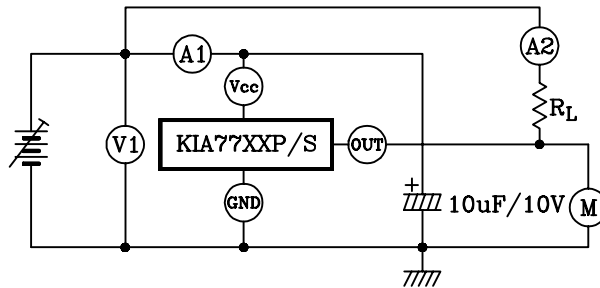 A1
A2
Vcc
RL
V1
KIA77XXP/S
OUT
+
GND
10uF/10V
M